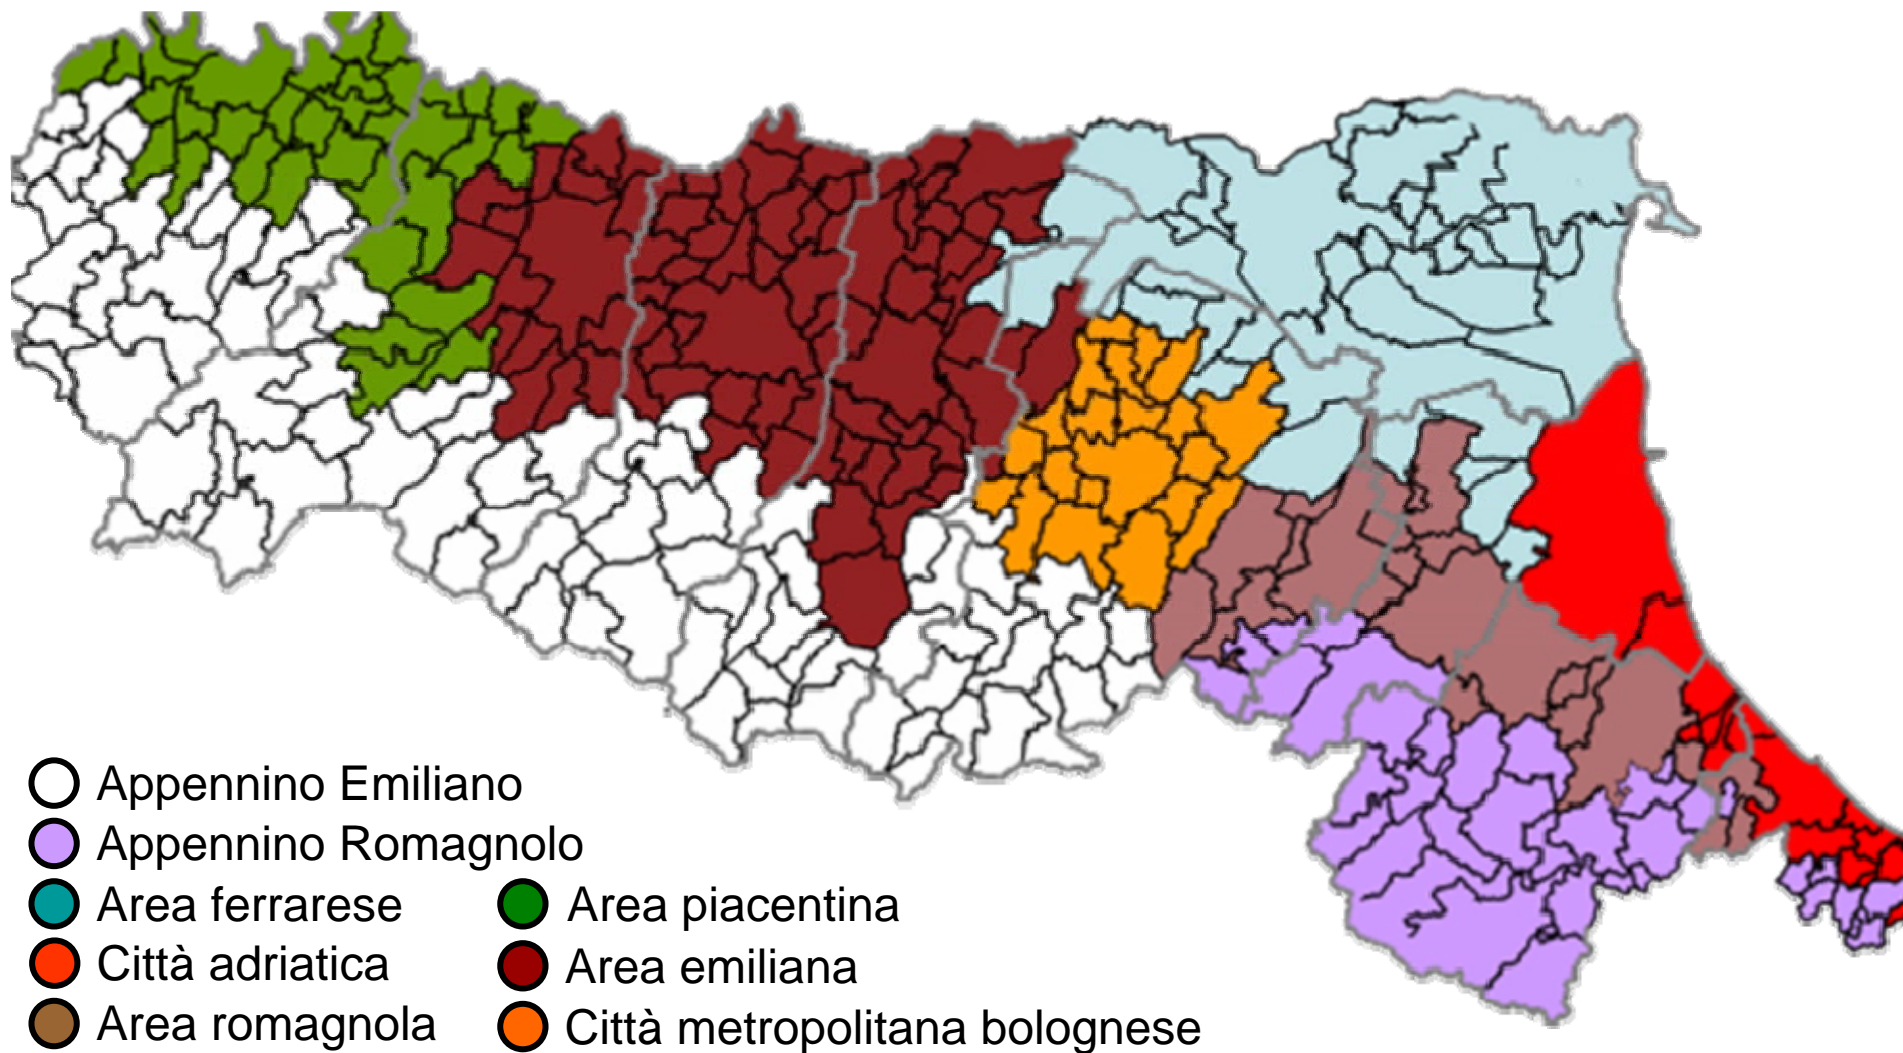 Appennino Emiliano
Appennino Romagnolo
Area ferrarese
Città adriatica
Area romagnola
Area piacentina
Area emiliana
Città metropolitana bolognese